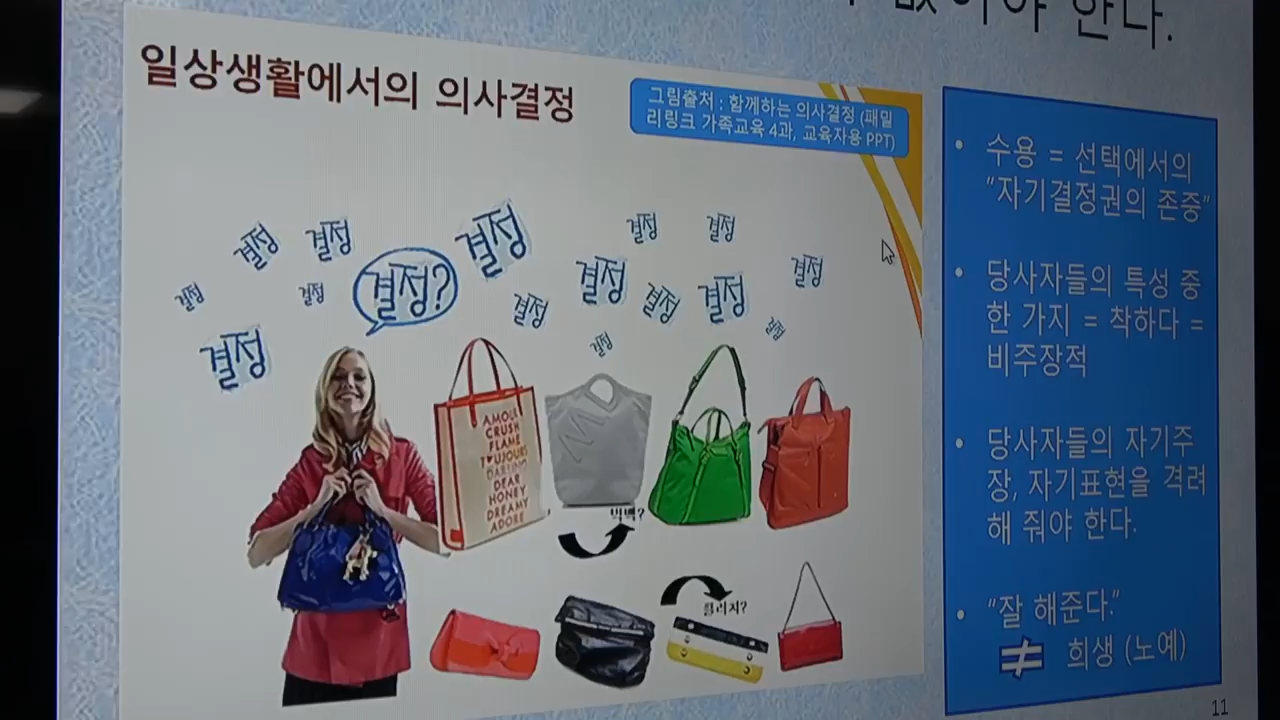 한다.
일상생활에서의 의사결정
그림출처 : 함께하는 의사결정 (패밀
리링크 가족교육 4과, 교육자용 PPT)
결정
결정
결정
결정
결정
결정
결정
결정
결정?
결정
결정
결정
결정
결정
결정
결정
AMOUR
CRUSH
FLAME
TOUJOURS
DARLING
DEAR
HONEY
DREAMY
ADORE
빅백?
클러치?
• 수용 = 선택에서의
"자기결정권의 존중"
• 당사자들의 특성 중
한 가지 = 착하다 =
비주장적
• 당사자들의 자기주
장, 자기표현을 격려
해 줘야 한다.
• "잘 해준다."
≠ 희생 (노예)
11